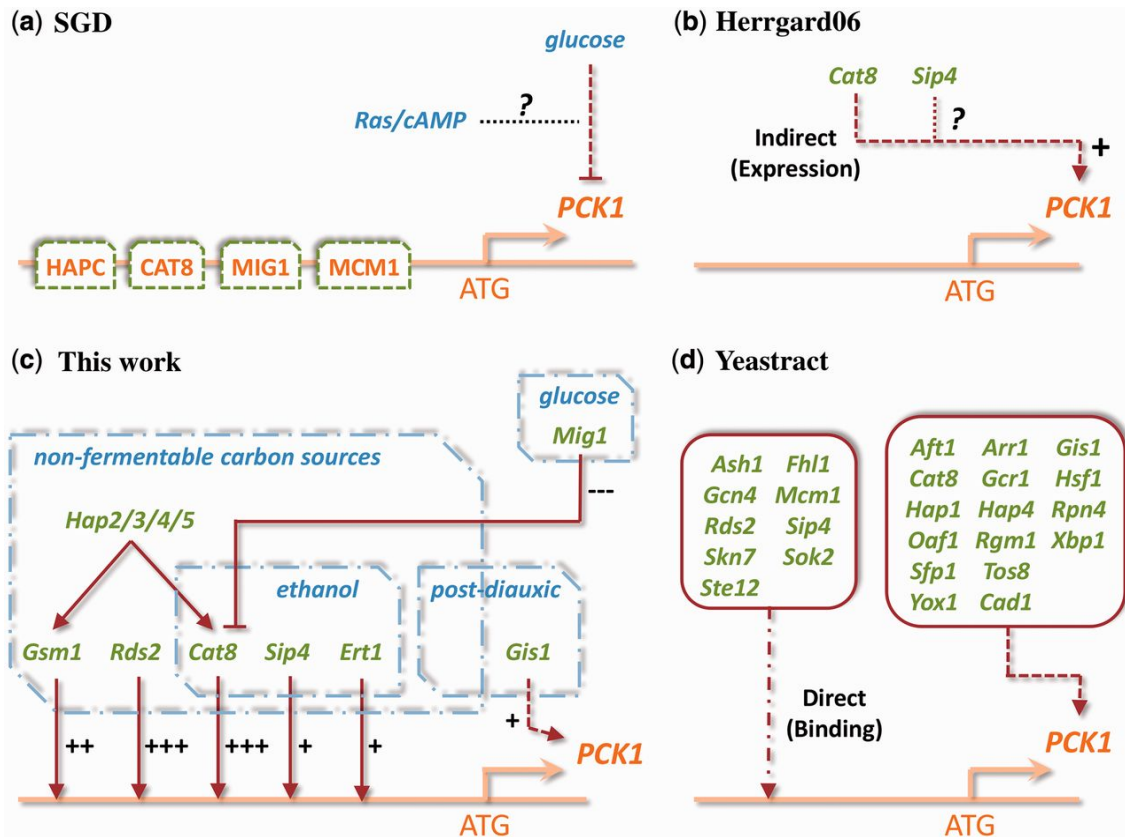 (a) SGD
glucose
Ras/cAMP
?
PCK1
HAPC
CAT8
MIG1
MCM1
ATG
(b) Herrgard06
Cat8 Sip4
?
Indirect
(Expression)
+
PCK1
ATG
(c) This work
glucose
Mig1
---
non-fermentable carbon sources
Hap2/3/4/5
ethanol
post-diauxic
Gsm1 Rds2 Cat8 Sip4 Ert1 Gis1
++ +++ +++ + + +
PCK1
ATG
(d) Yeastract
Ash1 Fhl1
Gcn4 Mcm1
Rds2 Sip4
Skn7 Sok2
Ste12
Aft1 Arr1 Gis1
Cat8 Gcr1 Hsf1
Hap1 Hap4 Rpn4
Oaf1 Rgm1 Xbp1
Sfp1 Tos8
Yox1 Cad1
Direct
(Binding)
PCK1
ATG